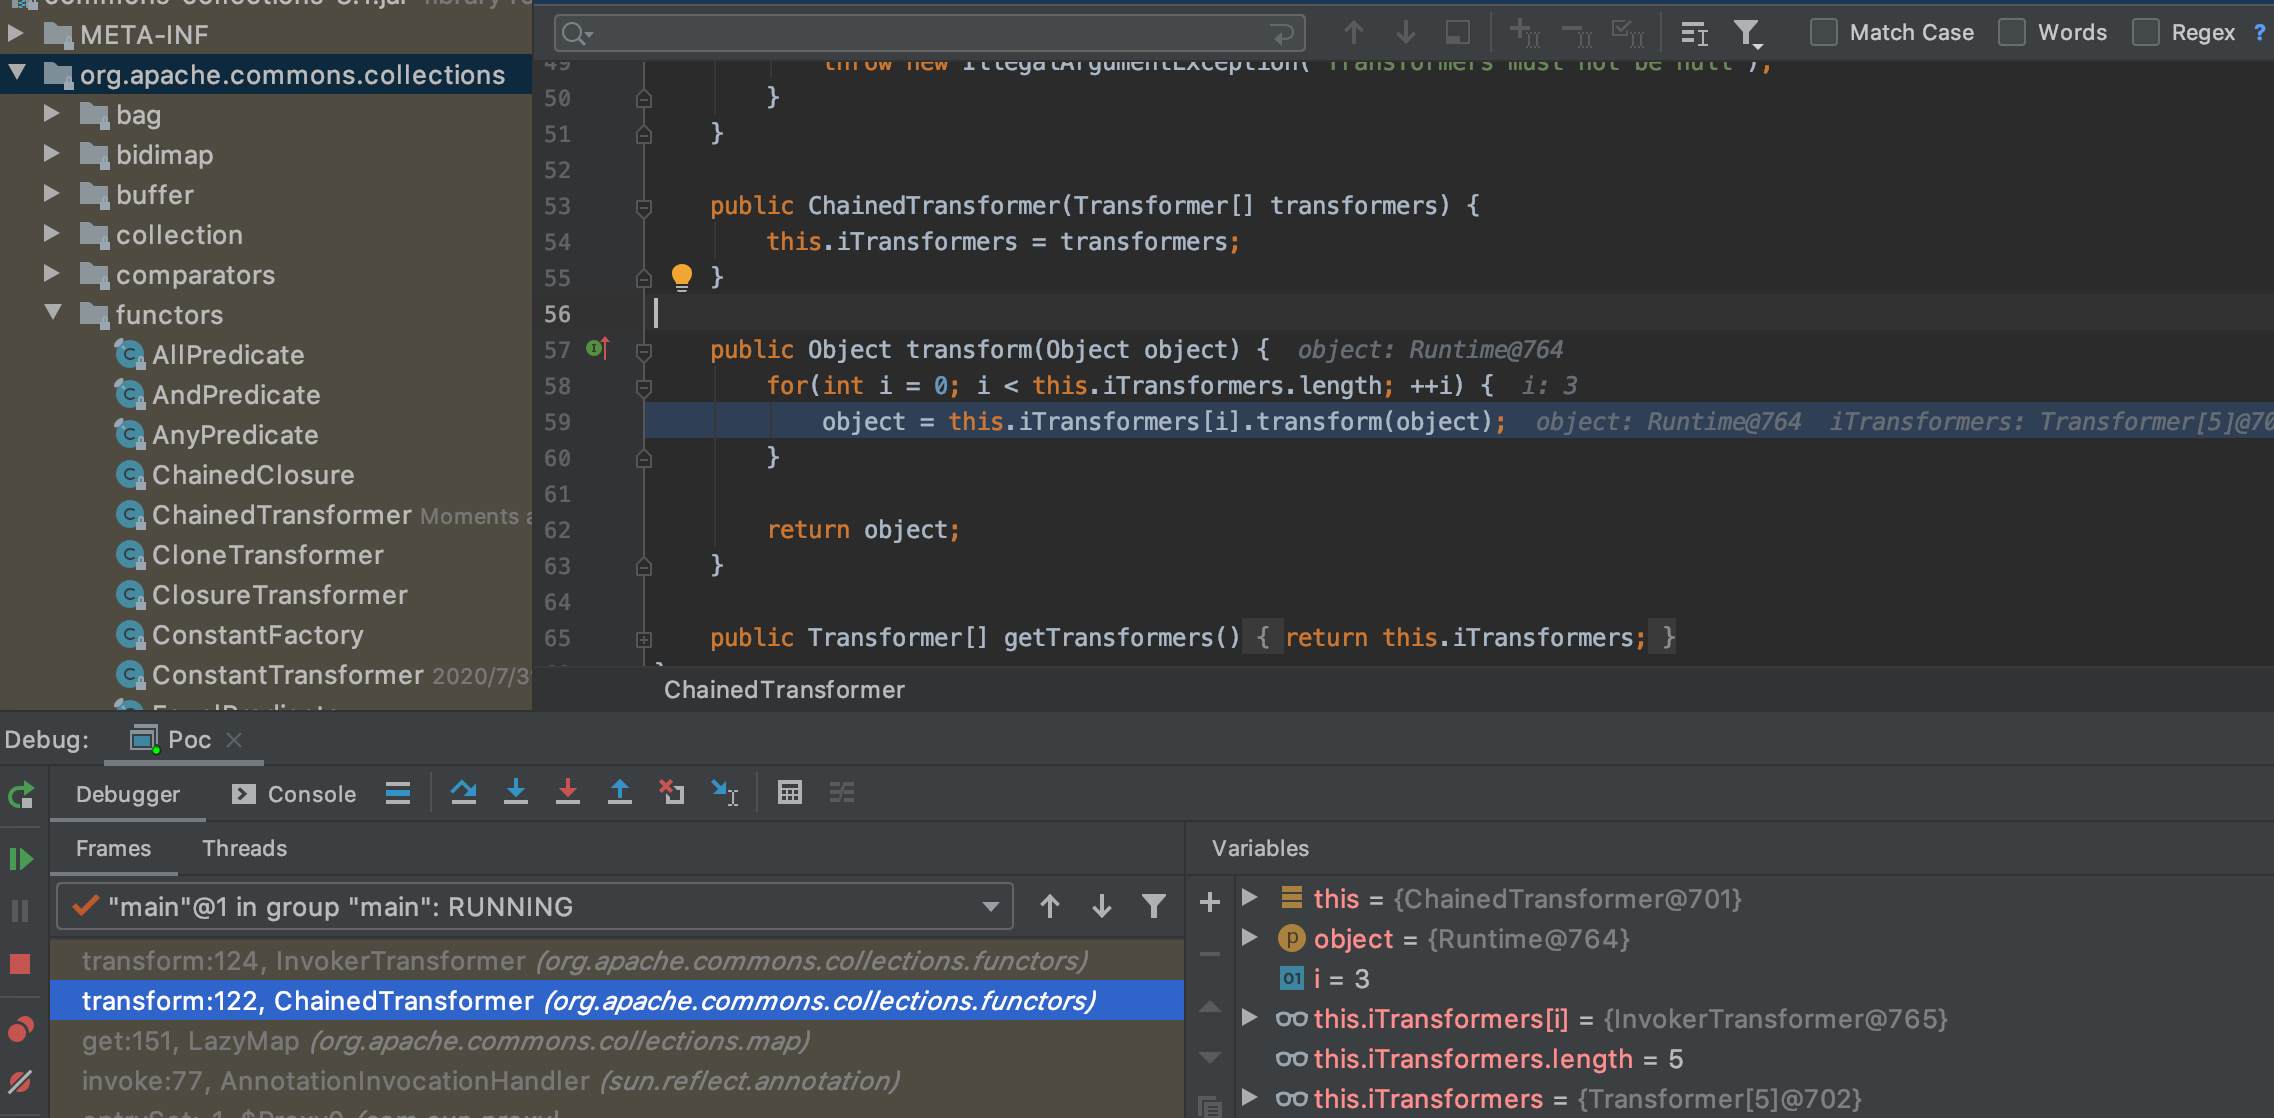 META-INF
org.apache.commons.collections
bag
bidimap
buffer
collection
comparators
functors
AllPredicate
AndPredicate
AnyPredicate
ChainedClosure
ChainedTransformer Moments
CloneTransformer
ClosureTransformer
ConstantFactory
ConstantTransformer 2020/7/3
Match Case Words Regex ?
49 throw new IllegalArgumentException("Transformers must not be null");
50 }
51 }
52
53 public ChainedTransformer(Transformer[] transformers) {
54 this.iTransformers = transformers;
55 }
56
57 public Object transform(Object object) { object: Runtime@764
58 for(int i = 0; i < this.iTransformers.length; ++i) { i: 3
59 object = this.iTransformers[i].transform(object); object: Runtime@764 iTransformers: Transformer[5]@70
60 }
61
62 return object;
63 }
64
65 public Transformer[] getTransformers() { return this.iTransformers; }
ChainedTransformer
Debug: Poc
Debugger Console
Frames Threads
"main"@1 in group "main": RUNNING
transform:124, InvokerTransformer (org.apache.commons.collections.functors)
transform:122, ChainedTransformer (org.apache.commons.collections.functors)
get:151, LazyMap (org.apache.commons.collections.map)
invoke:77, AnnotationInvocationHandler (sun.reflect.annotation)
Variables
this = {ChainedTransformer@701}
object = {Runtime@764}
i = 3
this.iTransformers[i] = {InvokerTransformer@765}
this.iTransformers.length = 5
this.iTransformers = {Transformer[5]@702}